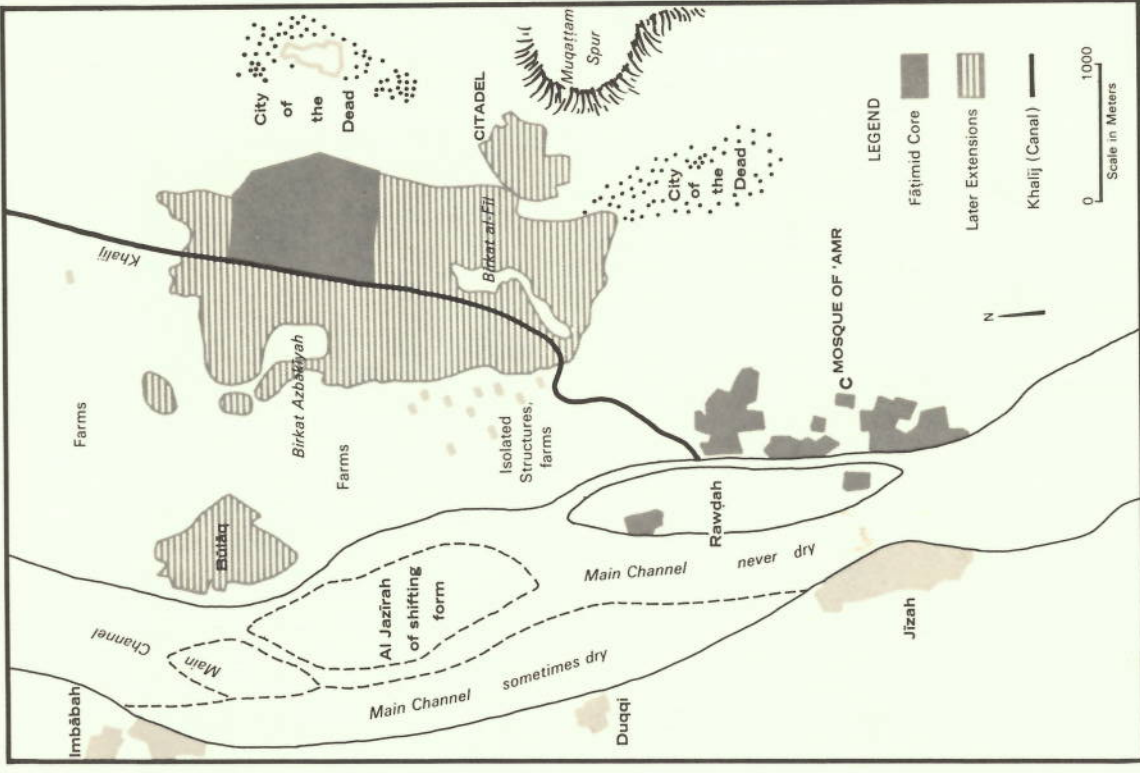 Imbābah
Main
Channel
Būlāq
Farms
Khalīj
City
of
the
Dead
Birkat Azbakīyah
Farms
Al Jazīrah
of shifting
form
Main Channel
sometimes dry
Duqqi
Isolated
Structures,
farms
Birkat al-Fīl
CITADEL
Muqaṭṭam
Spur
City
of
the
Dead
Main Channel
never dry
Rawḍah
Jīzah
C MOSQUE OF 'AMR
N
LEGEND
Fāṭimid Core
Later Extensions
Khalīj (Canal)
0 1000
Scale in Meters